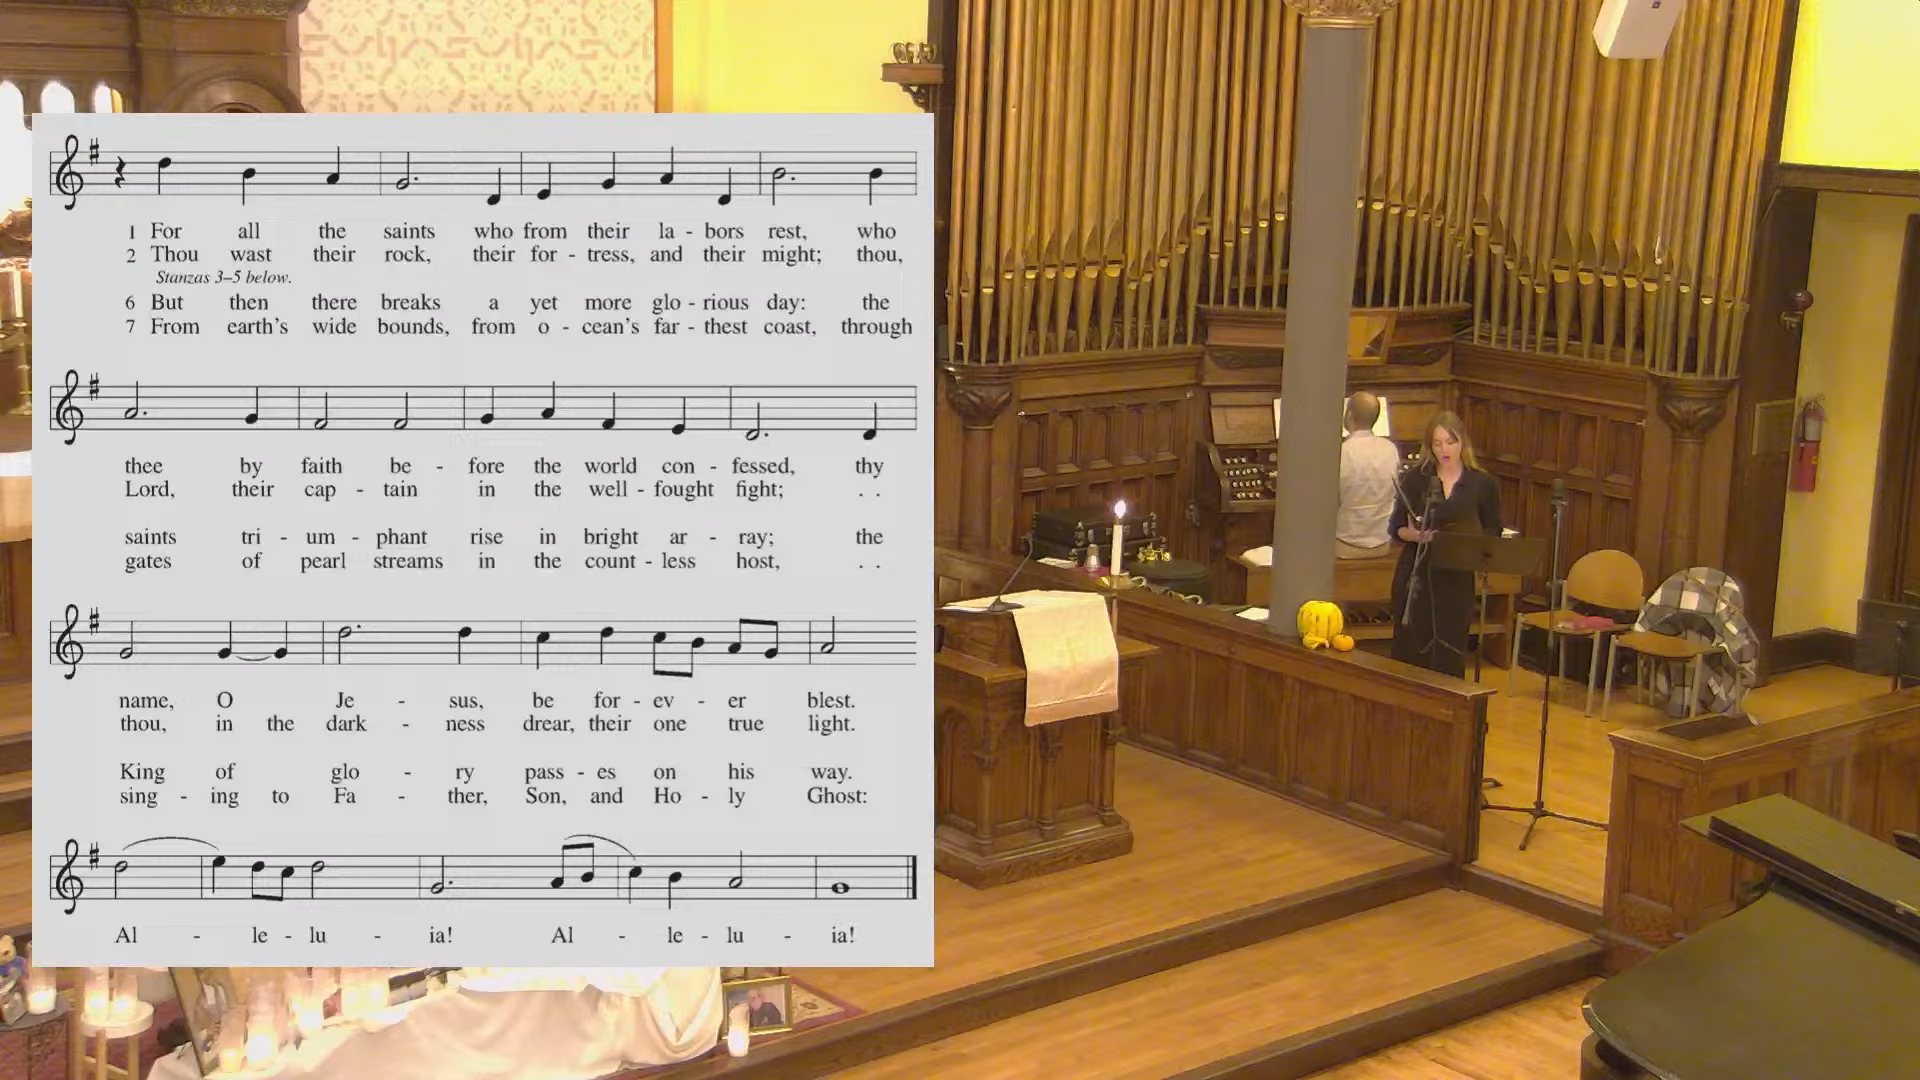 1 For all the saints who from their la - bors rest, who
2 Thou wast their rock, their for - tress, and their might; thou,
Stanzas 3–5 below.
6 But then there breaks a yet more glo - rious day: the
7 From earth's wide bounds, from o - cean's far - thest coast, through
thee by faith be - fore the world con - fessed, thy
Lord, their cap - tain in the well - fought fight; . .
saints tri - um - phant rise in bright ar - ray; the
gates of pearl streams in the count - less host, . .
name, O Je - sus, be for - ev - er blest.
thou, in the dark - ness drear, their one true light.
King of glo - ry pass - es on his way.
sing - ing to Fa - ther, Son, and Ho - ly Ghost:
Al - le - lu - ia! Al - le - lu - ia!